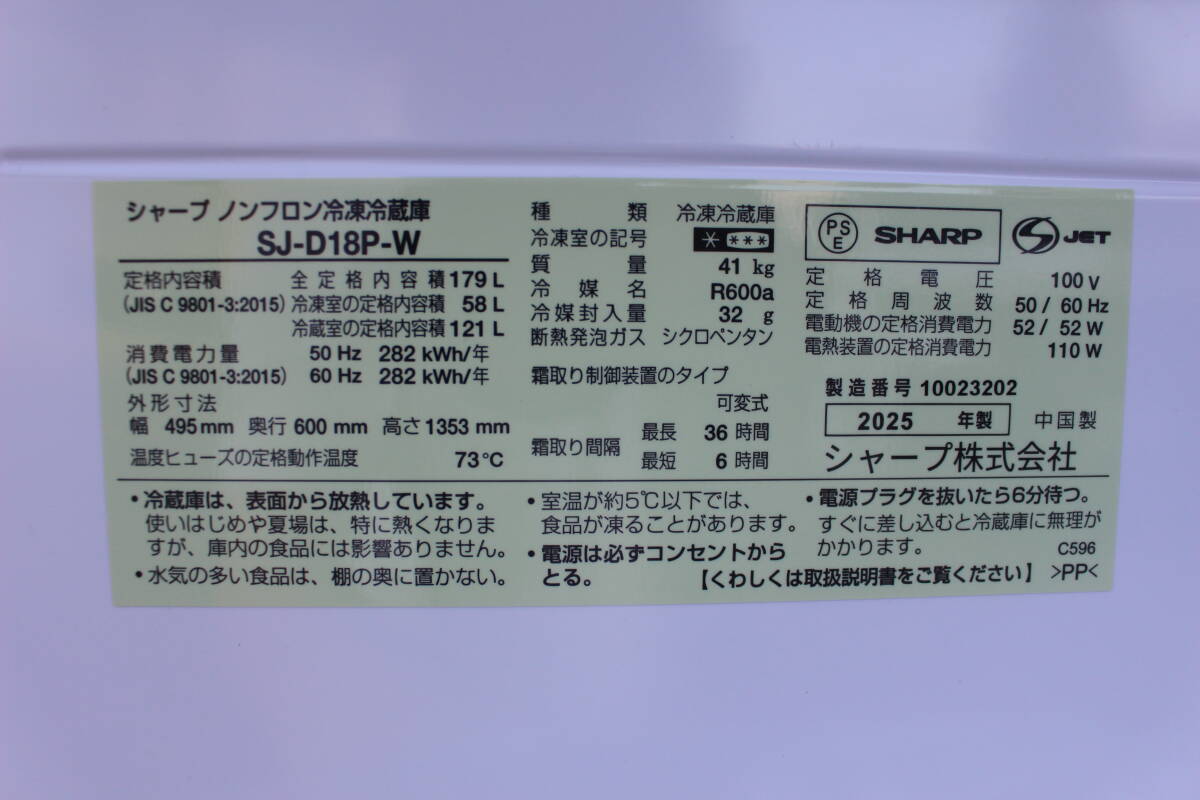 シャープ ノンフロン冷凍冷蔵庫
SJ-D18P-W
定格内容積 全定格内容積 179 L
(JIS C 9801-3:2015) 冷凍室の定格内容積 58 L
冷蔵室の定格内容積 121 L
消費電力量 50 Hz 282 kWh/年
(JIS C 9801-3:2015) 60 Hz 282 kWh/年
外形寸法
幅 495 mm 奥行 600 mm 高さ 1353 mm
温度ヒューズの定格動作温度 73℃
種類 冷凍冷蔵庫
冷凍室の記号
質量 41 kg
冷媒名 R600a
冷媒封入量 32 g
断熱発泡ガス シクロペンタン
霜取り制御装置のタイプ
可変式
霜取り間隔 最長 36 時間
最短 6 時間
PSE SHARP JET
定格電圧 100 V
定格周波数 50 / 60 Hz
電動機の定格消費電力 52 / 52 W
電熱装置の定格消費電力 110 W
製造番号 10023202
2025 年製 中国製
シャープ株式会社
・冷蔵庫は、表面から放熱しています。
使いはじめや夏場は、特に熱くなりま
すが、庫内の食品には影響ありません。
・水気の多い食品は、棚の奥に置かない。
・室温が約5℃以下では、
食品が凍ることがあります。
・電源は必ずコンセントから
とる。
・電源プラグを抜いたら6分待つ。
すぐに差し込むと冷蔵庫に無理が
かかります。 C596
【くわしくは取扱説明書をご覧ください】 >PP<